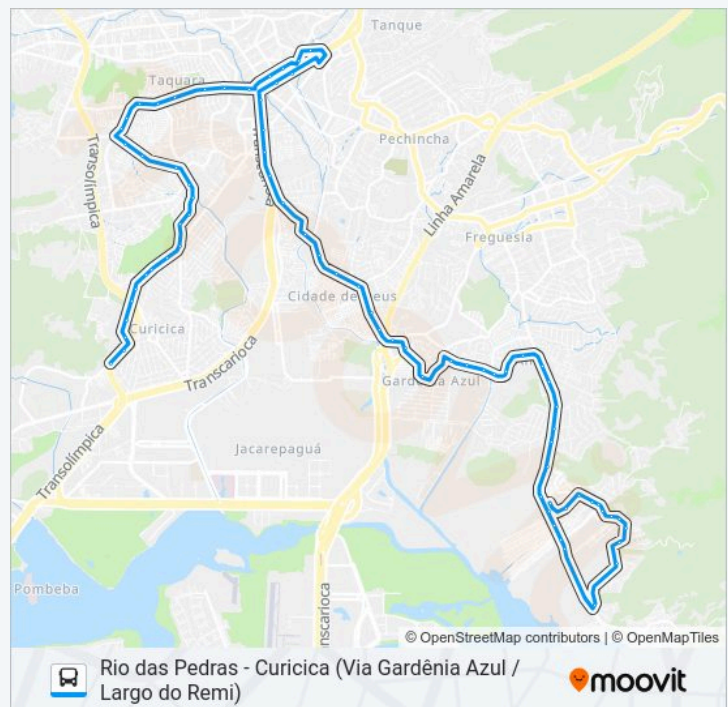 Tanque
Taquara
Pechincha
Transolímpica
Linha Amarela
Freguesia
Cidade de Deus
Curicica
Transcarioca
Gardênia Azul
Jacarepaguá
Transolímpica
Pombeba
Transcarioca
© OpenStreetMap contributors | © OpenMapTiles
Rio das Pedras - Curicica (Via Gardênia Azul /
Largo do Remi)
moovit